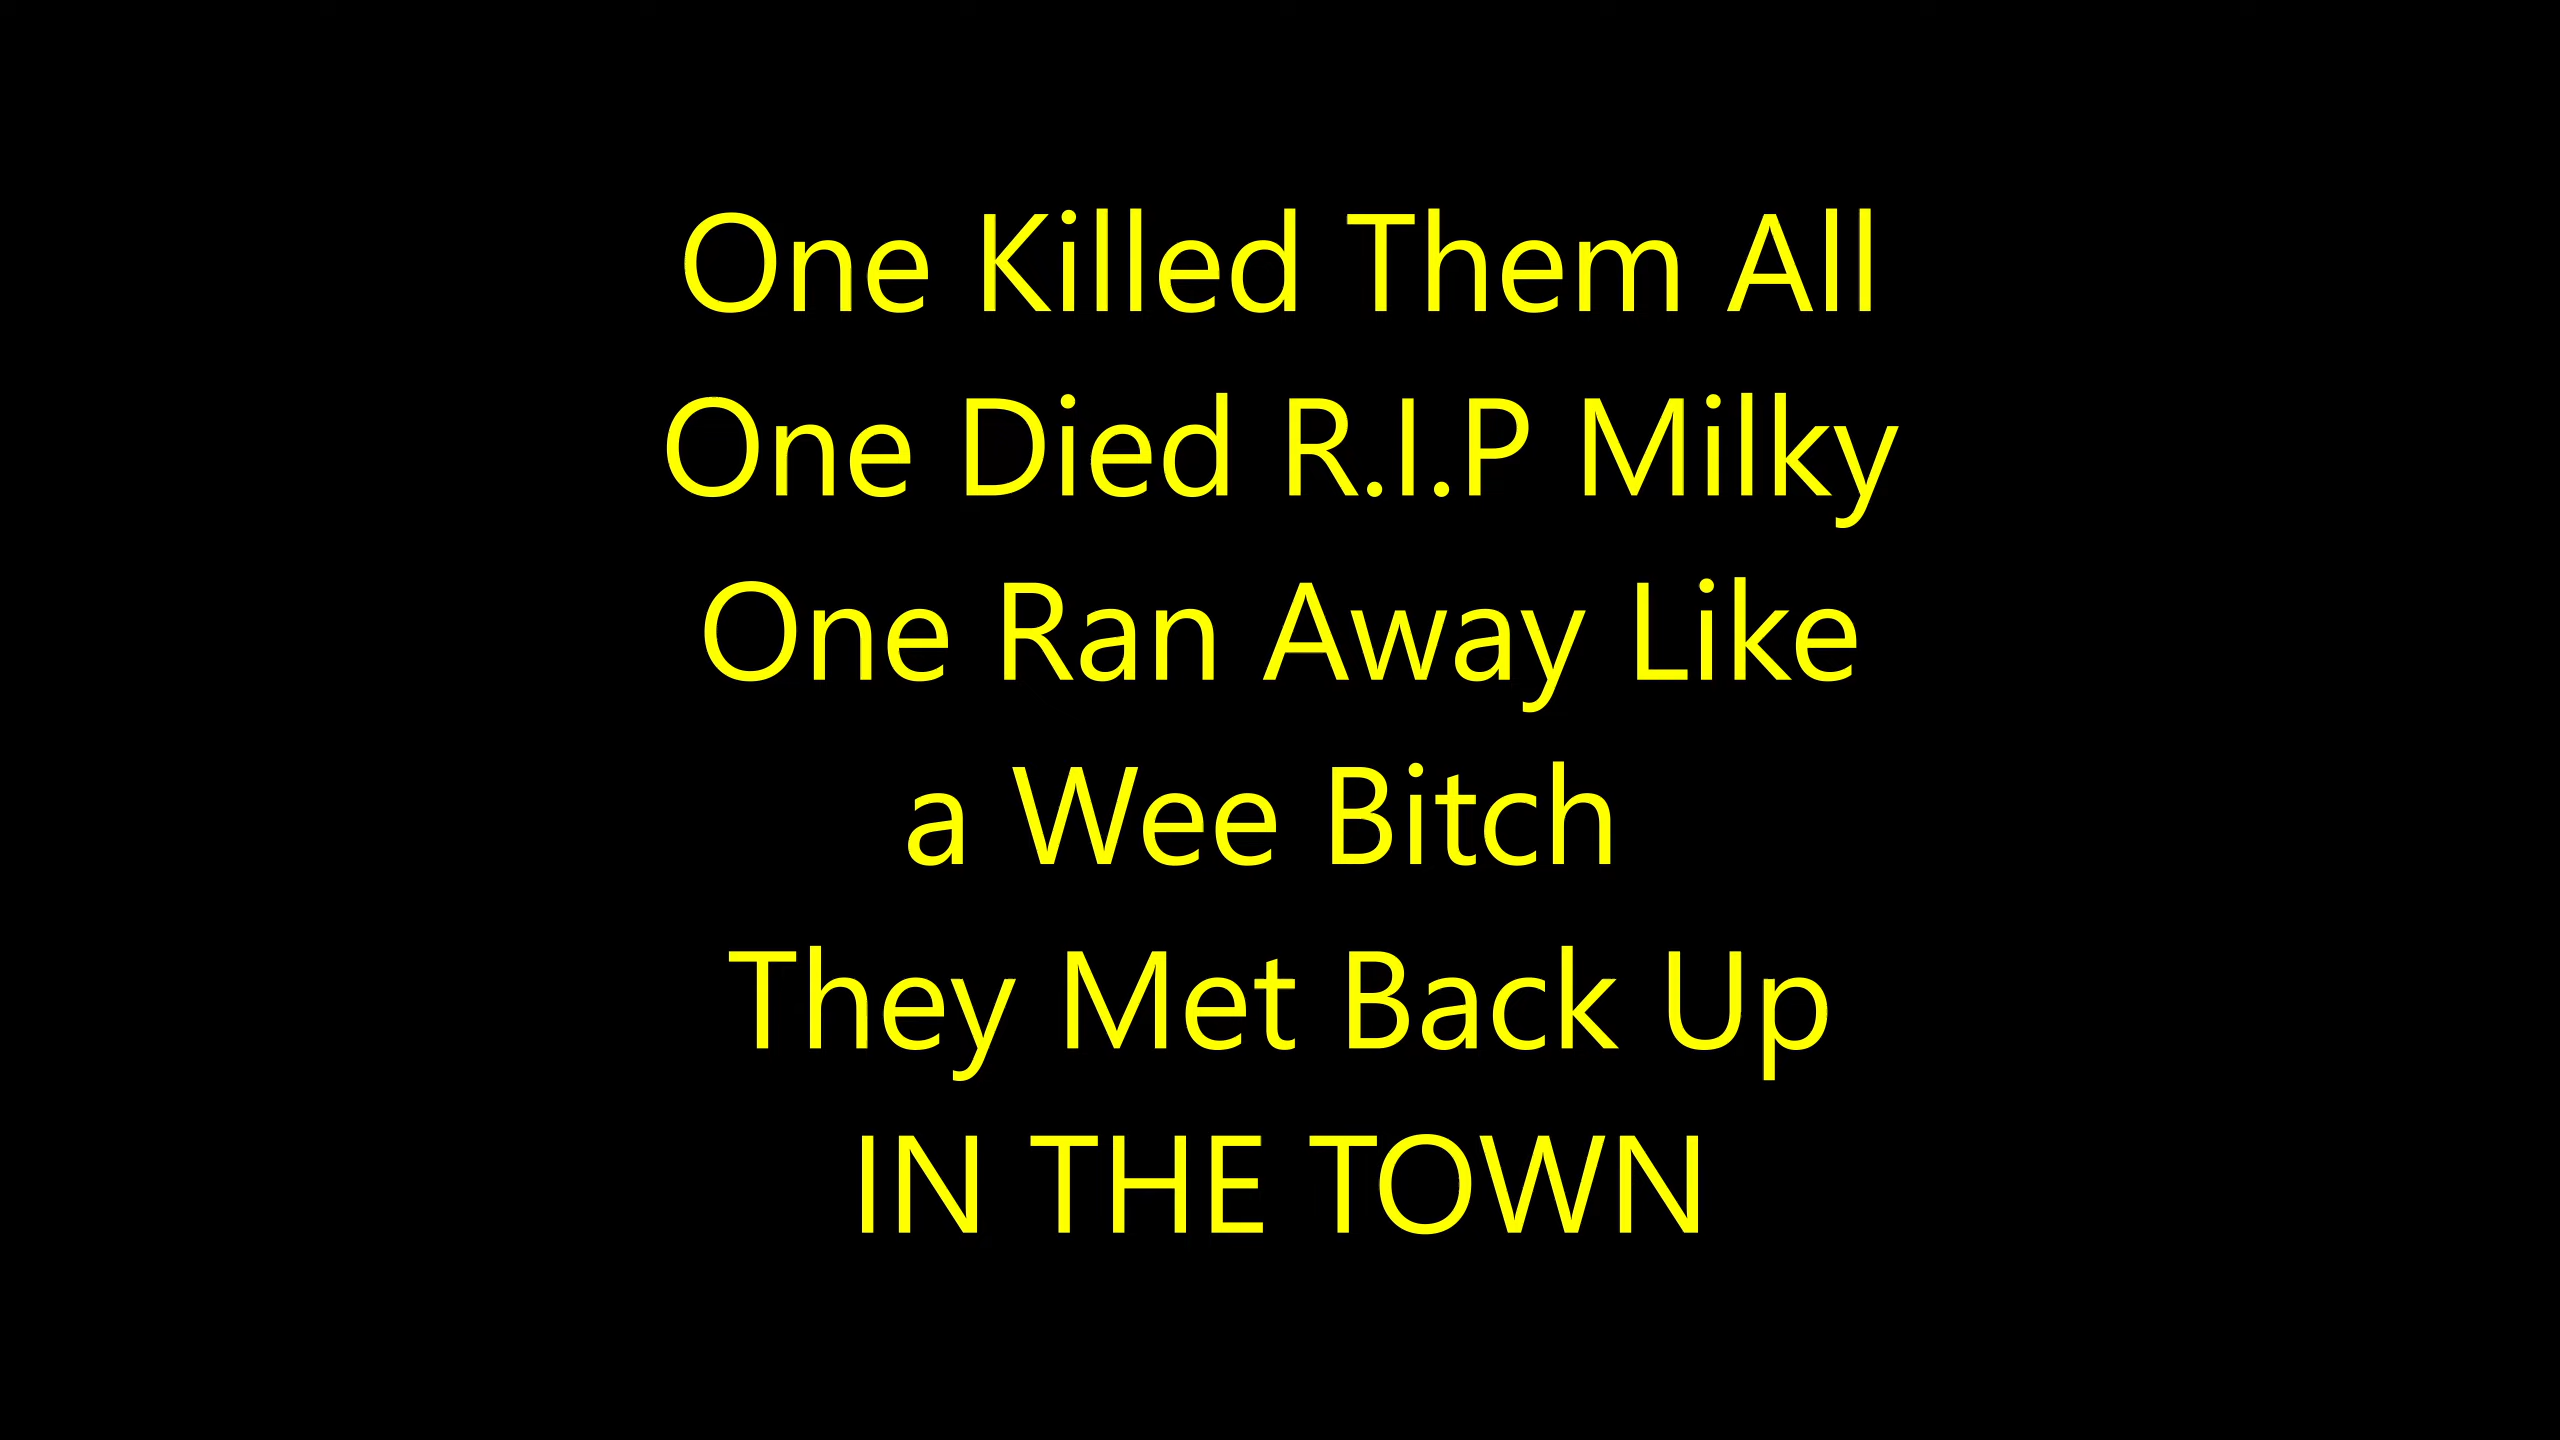 One Killed Them All
One Died R.I.P Milky
One Ran Away Like
a Wee Bitch
They Met Back Up
IN THE TOWN